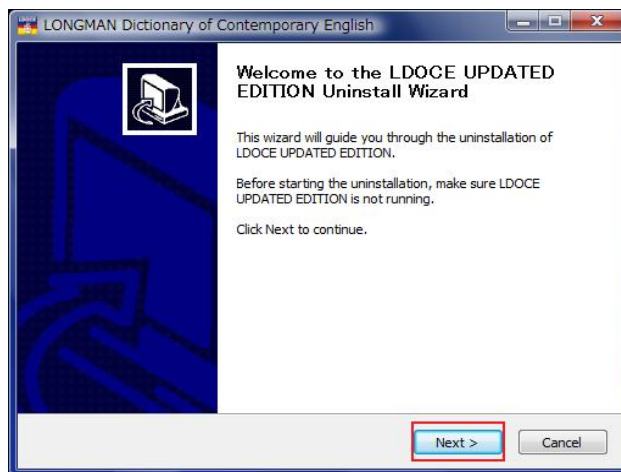 LONGMAN Dictionary of Contemporary English
Welcome to the LDOCE UPDATED
EDITION Uninstall Wizard
This wizard will guide you through the uninstallation of
LDOCE UPDATED EDITION.
Before starting the uninstallation, make sure LDOCE
UPDATED EDITION is not running.
Click Next to continue.
Next >
Cancel